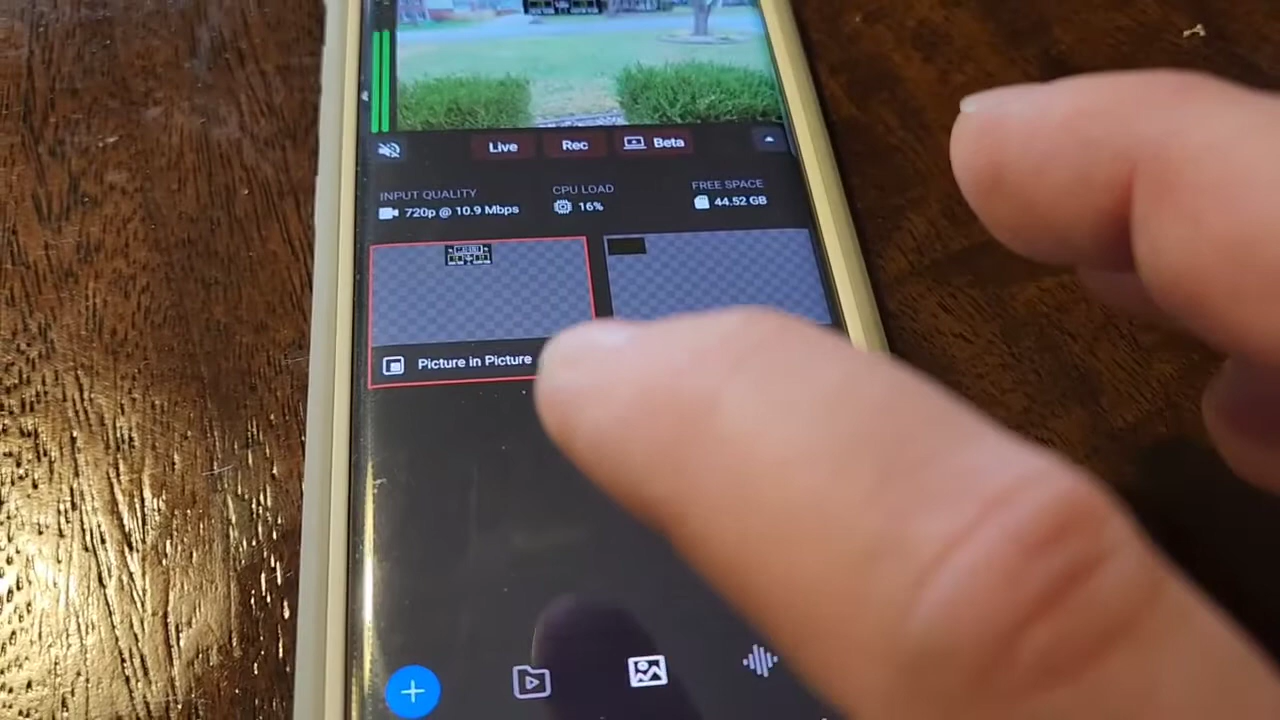 Live Rec Beta
INPUT QUALITY CPU LOAD FREE SPACE
720p @ 10.9 Mbps 16% 44.52 GB
Picture in Picture